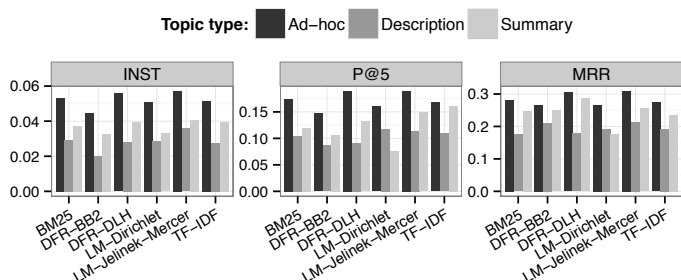 Topic type: Ad-hoc Description Summary
INST P@5 MRR
0.06
0.04
0.02
0.00
0.15
0.10
0.05
0.00
0.3
0.2
0.1
0.0
BM25
DFR-BB2
DFR-DLH
LM-Dirichlet
LM-Jelinek-Mercer
TF-IDF
BM25
DFR-BB2
DFR-DLH
LM-Dirichlet
LM-Jelinek-Mercer
TF-IDF
BM25
DFR-BB2
DFR-DLH
LM-Dirichlet
LM-Jelinek-Mercer
TF-IDF